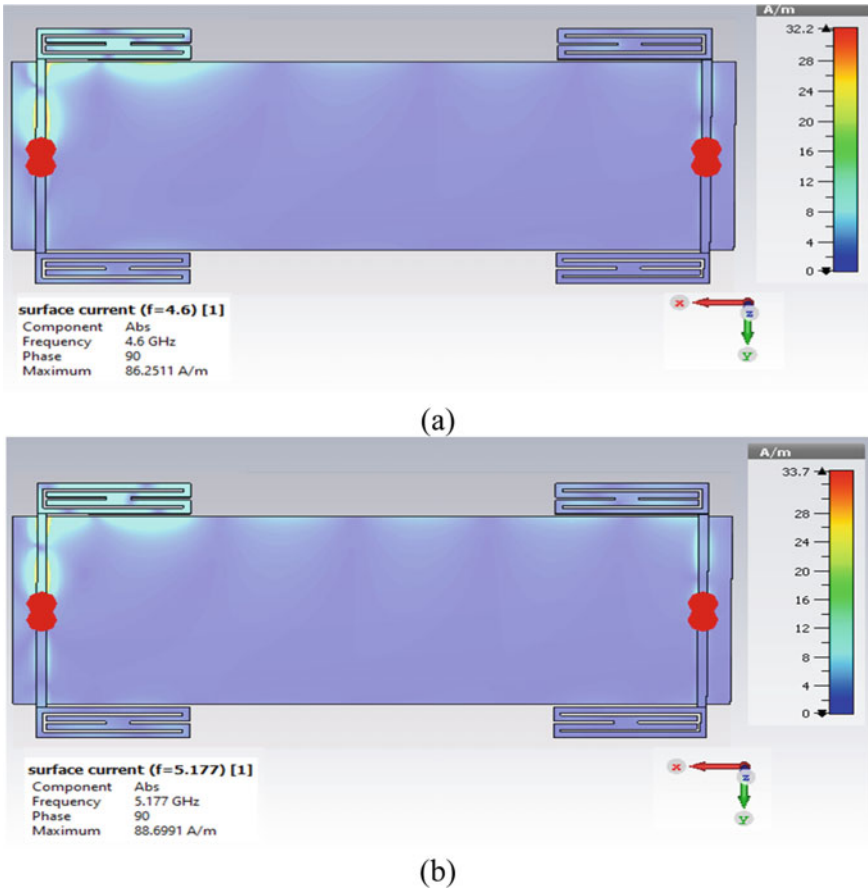 A/m
32.2
28
24
20
16
12
8
4
0
surface current (f=4.6) [1]
Component Abs
Frequency 4.6 GHz
Phase 90
Maximum 86.2511 A/m
x
z
y
(a)
A/m
33.7
28
24
20
16
12
8
4
0
surface current (f=5.177) [1]
Component Abs
Frequency 5.177 GHz
Phase 90
Maximum 88.6991 A/m
x
z
y
(b)